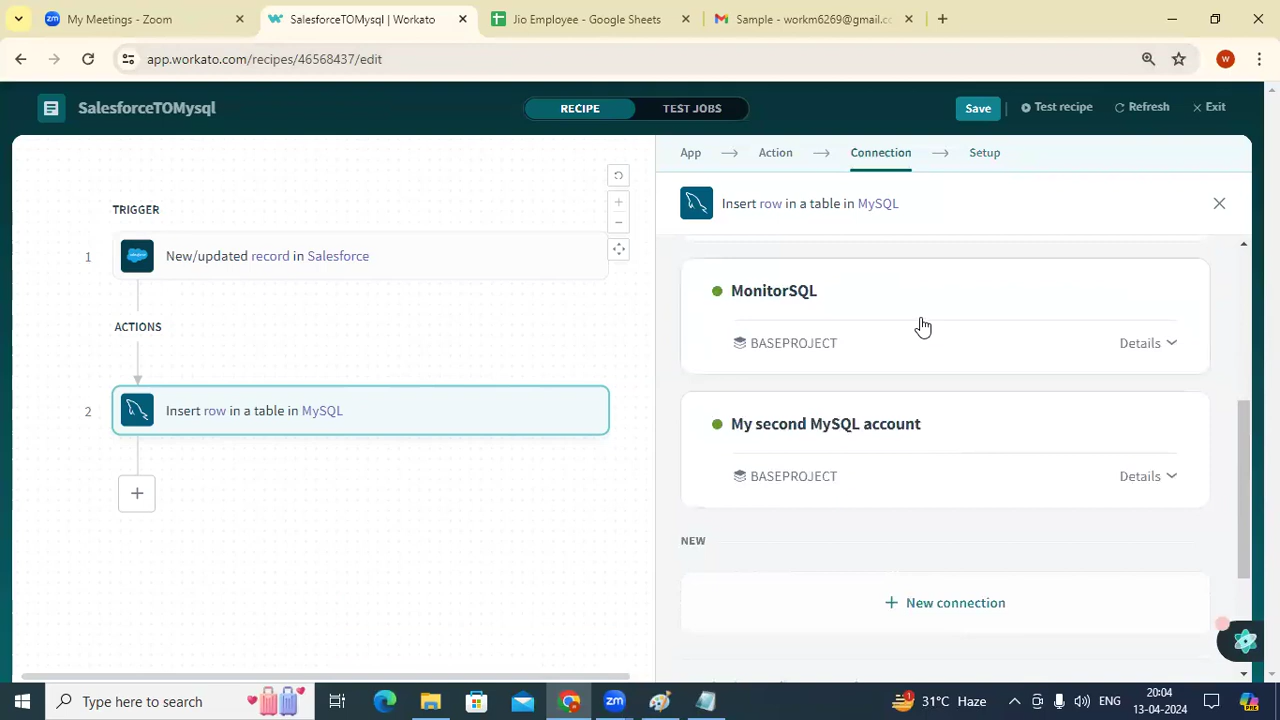 My Meetings - Zoom
SalesforceTOMysql | Workato
Jio Employee - Google Sheets
Sample - workm6269@gmail.cc
app.workato.com/recipes/46568437/edit
W
SalesforceTOMysql
RECIPE
TEST JOBS
Save
Test recipe
Refresh
Exit
App
Action
Connection
Setup
Insert row in a table in MySQL
TRIGGER
1
New/updated record in Salesforce
ACTIONS
2
Insert row in a table in MySQL
MonitorSQL
BASEPROJECT
Details
My second MySQL account
BASEPROJECT
Details
NEW
New connection
Type here to search
zm
1
31°C Haze
ENG
20:04
13-04-2024